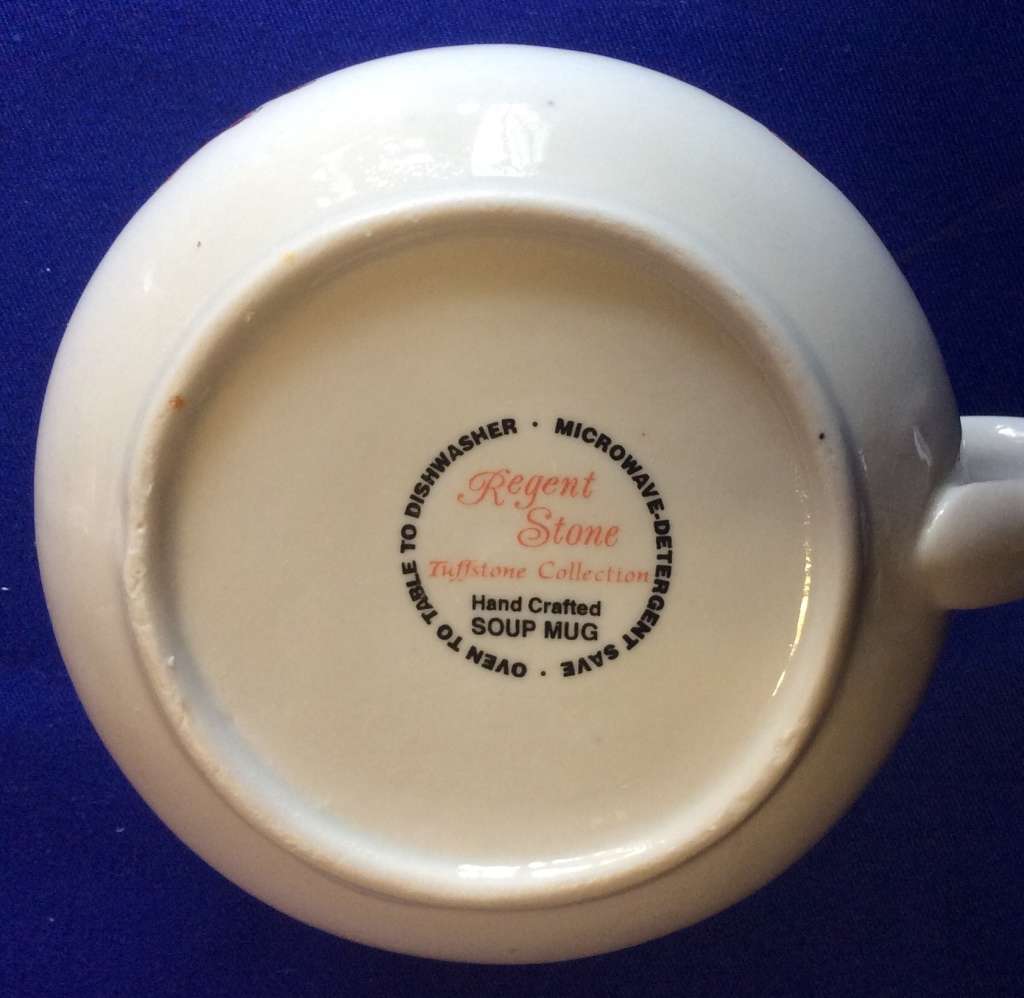 OVEN TO TABLE TO DISHWASHER · MICROWAVE-DETERGENT SAVE ·
Regent
Stone
Tuffstone Collection
Hand Crafted
SOUP MUG